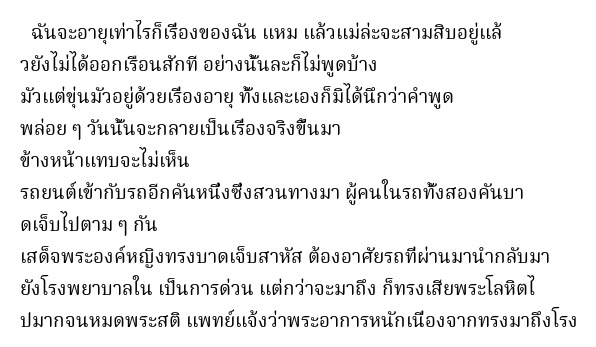 ฉันจะอายุเท่าไรก็เรื่องของฉัน แหม แล้วแม่ล่ะจะสามสิบอยู่แล้
วยังไม่ได้ออกเรือนสักที อย่างนั้นละก็ไม่พูดบ้าง
มัวแต่ขุ่นมัวอยู่ด้วยเรื่องอายุ ทั้งและเองก็มิได้นึกว่าคำพูด
พล่อย ๆ วันนั้นจะกลายเป็นเรื่องจริงขึ้นมา
ข้างหน้าแทบจะไม่เห็น
รถยนต์เข้ากับรถอีกคันหนึ่งซึ่งสวนทางมา ผู้คนในรถทั้งสองคันบา
ดเจ็บไปตาม ๆ กัน
เสด็จพระองค์หญิงทรงบาดเจ็บสาหัส ต้องอาศัยรถที่ผ่านมานำกลับมา
ยังโรงพยาบาลใน เป็นการด่วน แต่กว่าจะมาถึง ก็ทรงเสียพระโลหิตไ
ปมากจนหมดพระสติ แพทย์แจ้งว่าพระอาการหนักเนื่องจากทรงมาถึงโรง